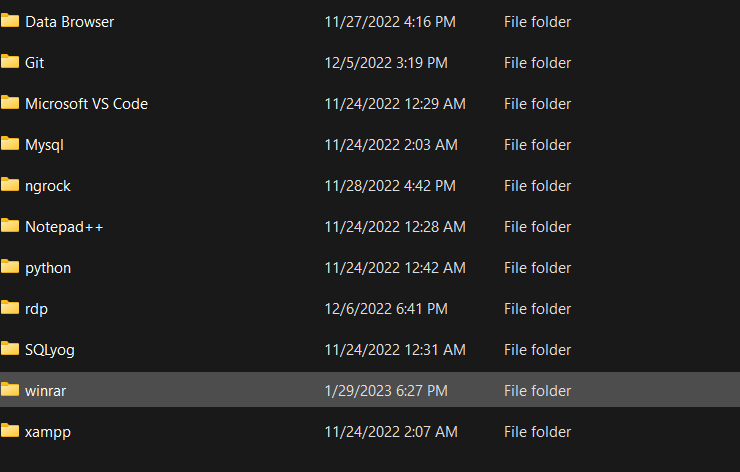 Data Browser 11/27/2022 4:16 PM File folder
Git 12/5/2022 3:19 PM File folder
Microsoft VS Code 11/24/2022 12:29 AM File folder
Mysql 11/24/2022 2:03 AM File folder
ngrock 11/28/2022 4:42 PM File folder
Notepad++ 11/24/2022 12:28 AM File folder
python 11/24/2022 12:42 AM File folder
rdp 12/6/2022 6:41 PM File folder
SQLyog 11/24/2022 12:31 AM File folder
winrar 1/29/2023 6:27 PM File folder
xampp 11/24/2022 2:07 AM File folder